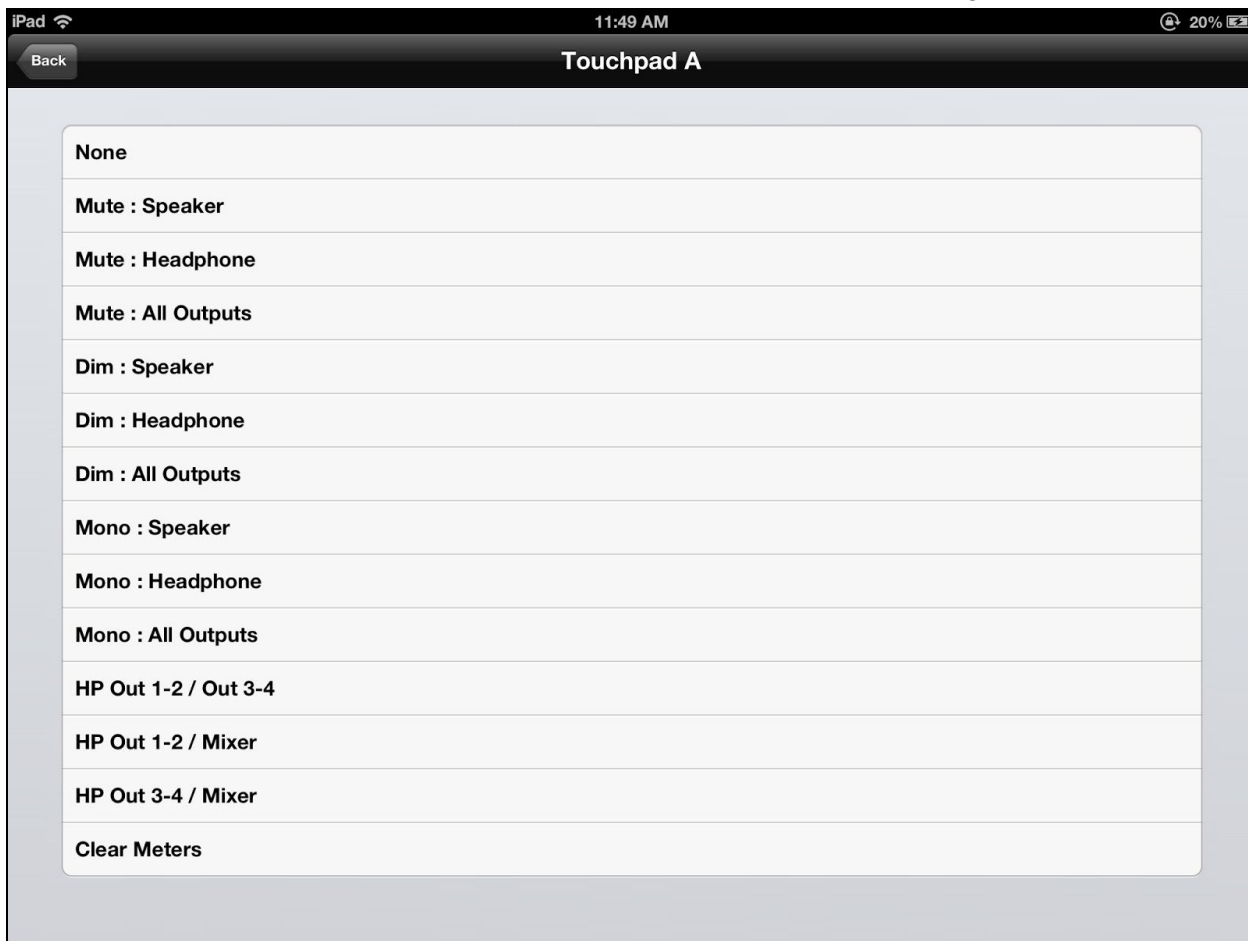 iPad 11:49 AM 20%
Back Touchpad A
None
Mute : Speaker
Mute : Headphone
Mute : All Outputs
Dim : Speaker
Dim : Headphone
Dim : All Outputs
Mono : Speaker
Mono : Headphone
Mono : All Outputs
HP Out 1-2 / Out 3-4
HP Out 1-2 / Mixer
HP Out 3-4 / Mixer
Clear Meters